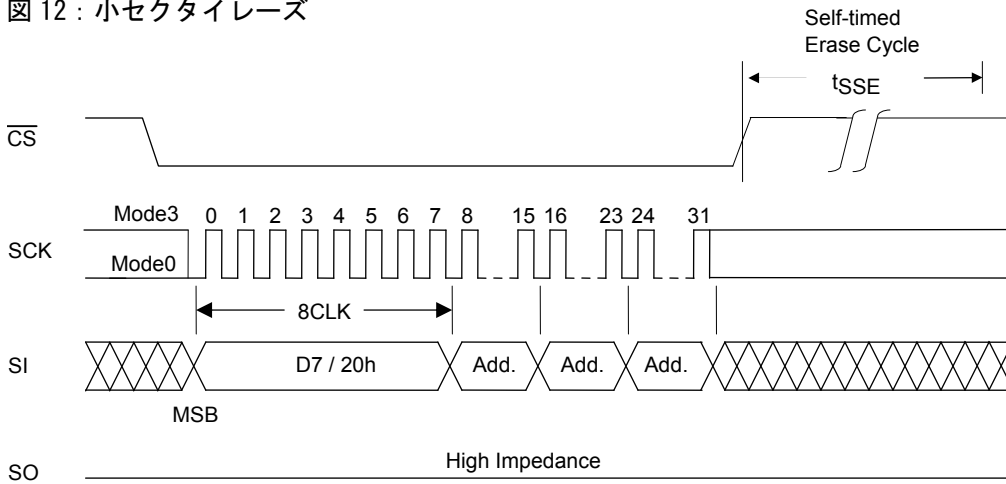 図 12：小セクタイレーズ
Self-timed
Erase Cycle
tSSE
CS
Mode3 0 1 2 3 4 5 6 7 8 15 16 23 24 31
SCK
Mode0
8CLK
SI D7 / 20h Add. Add. Add.
MSB
High Impedance
SO